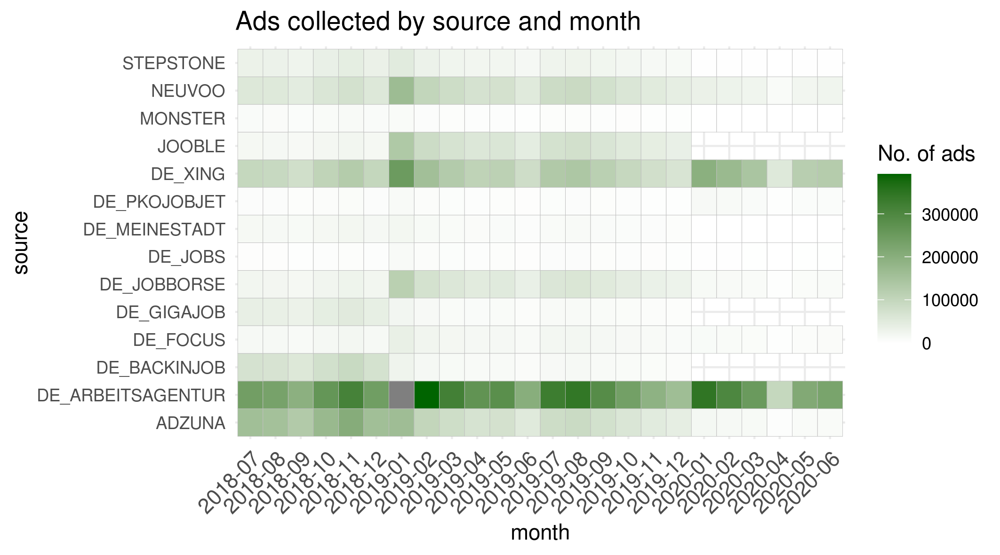 Ads collected by source and month
STEPSTONE
NEUVOO
MONSTER
JOOBLE
DE_XING
DE_PKOJOBJET
DE_MEINESTADT
DE_JOBS
DE_JOBBORSE
DE_GIGAJOB
DE_FOCUS
DE_BACKINJOB
DE_ARBEITSAGENTUR
ADZUNA
source
2018-07
2018-08
2018-09
2018-10
2018-11
2018-12
2019-01
2019-02
2019-03
2019-04
2019-05
2019-06
2019-07
2019-08
2019-09
2019-10
2019-11
2019-12
2020-01
2020-02
2020-03
2020-04
2020-05
2020-06
month
No. of ads
300000
200000
100000
0